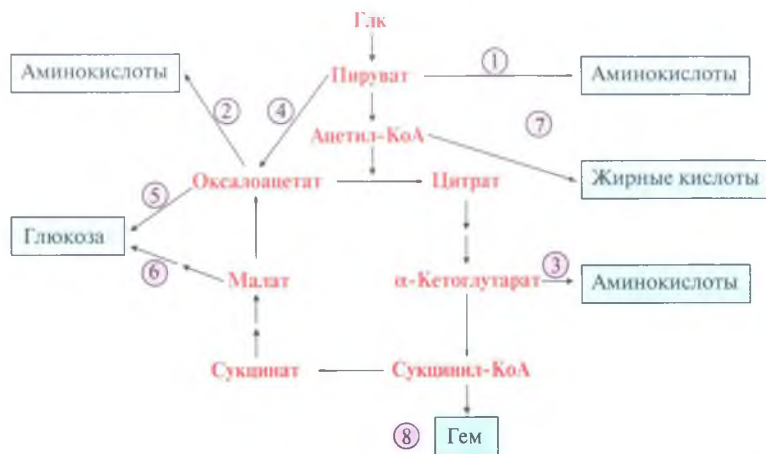 Глк
Аминокислоты
Пируват
①
Аминокислоты
②
④
Ацетил-КоА
⑦
⑤
Оксалоацетат
Цитрат
Жирные кислоты
Глюкоза
⑥
Малат
α-Кетоглутарат
③
Аминокислоты
Сукцинат
Сукцинил-КоА
⑧
Гем